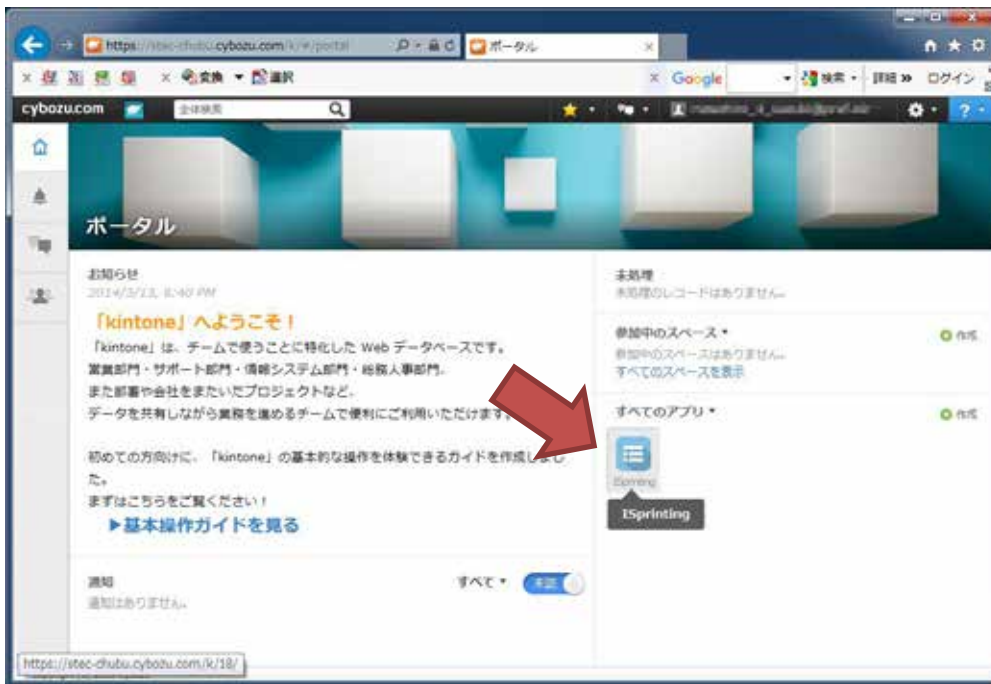 https://stec-chubu.cybozu.com/k/#/portal
ポータル
×
Google
検索
詳細 »
ログイン
× 変換 ▼ 選択
cybozu.com
全体検索
?
ポータル
お知らせ
2014/3/13, 8:40 PM
「kintone」へようこそ！
「kintone」は、チームで使うことに特化した Web データベースです。
営業部門・サポート部門・情報システム部門・総務人事部門、
また部署や会社をまたいだプロジェクトなど、
データを共有しながら業務を進めるチームで便利にご利用いただけます。
初めての方向けに、「kintone」の基本的な操作を体験できるガイドを作成しまし
た。
まずはこちらをご覧ください！
▶基本操作ガイドを見る
通知
すべて ▾
未読
通知はありません。
未処理
未処理のレコードはありません。
参加中のスペース ▾
作成
参加中のスペースはありません。
すべてのスペースを表示
すべてのアプリ ▾
作成
ISprinting
ISprinting
https://stec-chubu.cybozu.com/k/18/